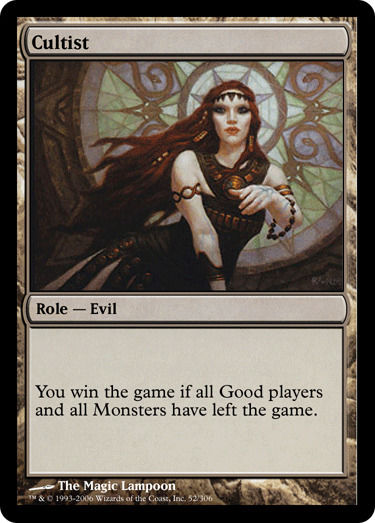 Cultist
Role — Evil
You win the game if all Good players
and all Monsters have left the game.
The Magic Lampoon
™ & © 1993-2006 Wizards of the Coast, Inc. 52/306